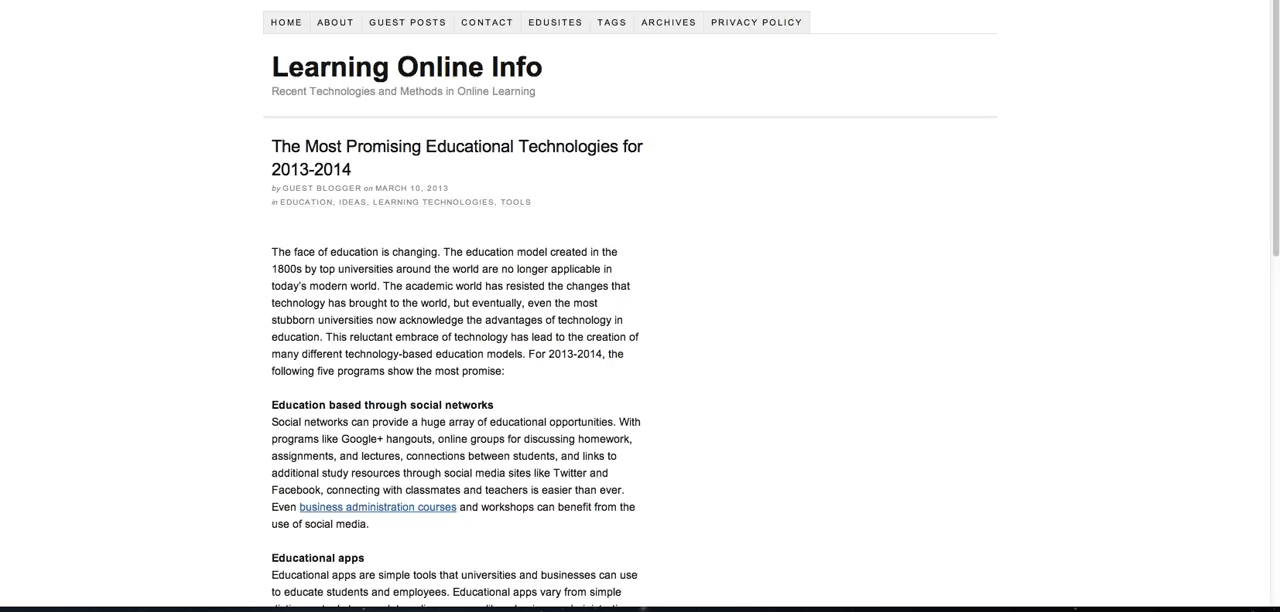 HOME ABOUT GUEST POSTS CONTACT EDUSITES TAGS ARCHIVES PRIVACY POLICY
Learning Online Info
Recent Technologies and Methods in Online Learning
The Most Promising Educational Technologies for
2013-2014
by GUEST BLOGGER on MARCH 10, 2013
in EDUCATION, IDEAS, LEARNING TECHNOLOGIES, TOOLS
The face of education is changing. The education model created in the
1800s by top universities around the world are no longer applicable in
today's modern world. The academic world has resisted the changes that
technology has brought to the world, but eventually, even the most
stubborn universities now acknowledge the advantages of technology in
education. This reluctant embrace of technology has lead to the creation of
many different technology-based education models. For 2013-2014, the
following five programs show the most promise:
Education based through social networks
Social networks can provide a huge array of educational opportunities. With
programs like Google+ hangouts, online groups for discussing homework,
assignments, and lectures, connections between students, and links to
additional study resources through social media sites like Twitter and
Facebook, connecting with classmates and teachers is easier than ever.
Even business administration courses and workshops can benefit from the
use of social media.
Educational apps
Educational apps are simple tools that universities and businesses can use
to educate students and employees. Educational apps vary from simple